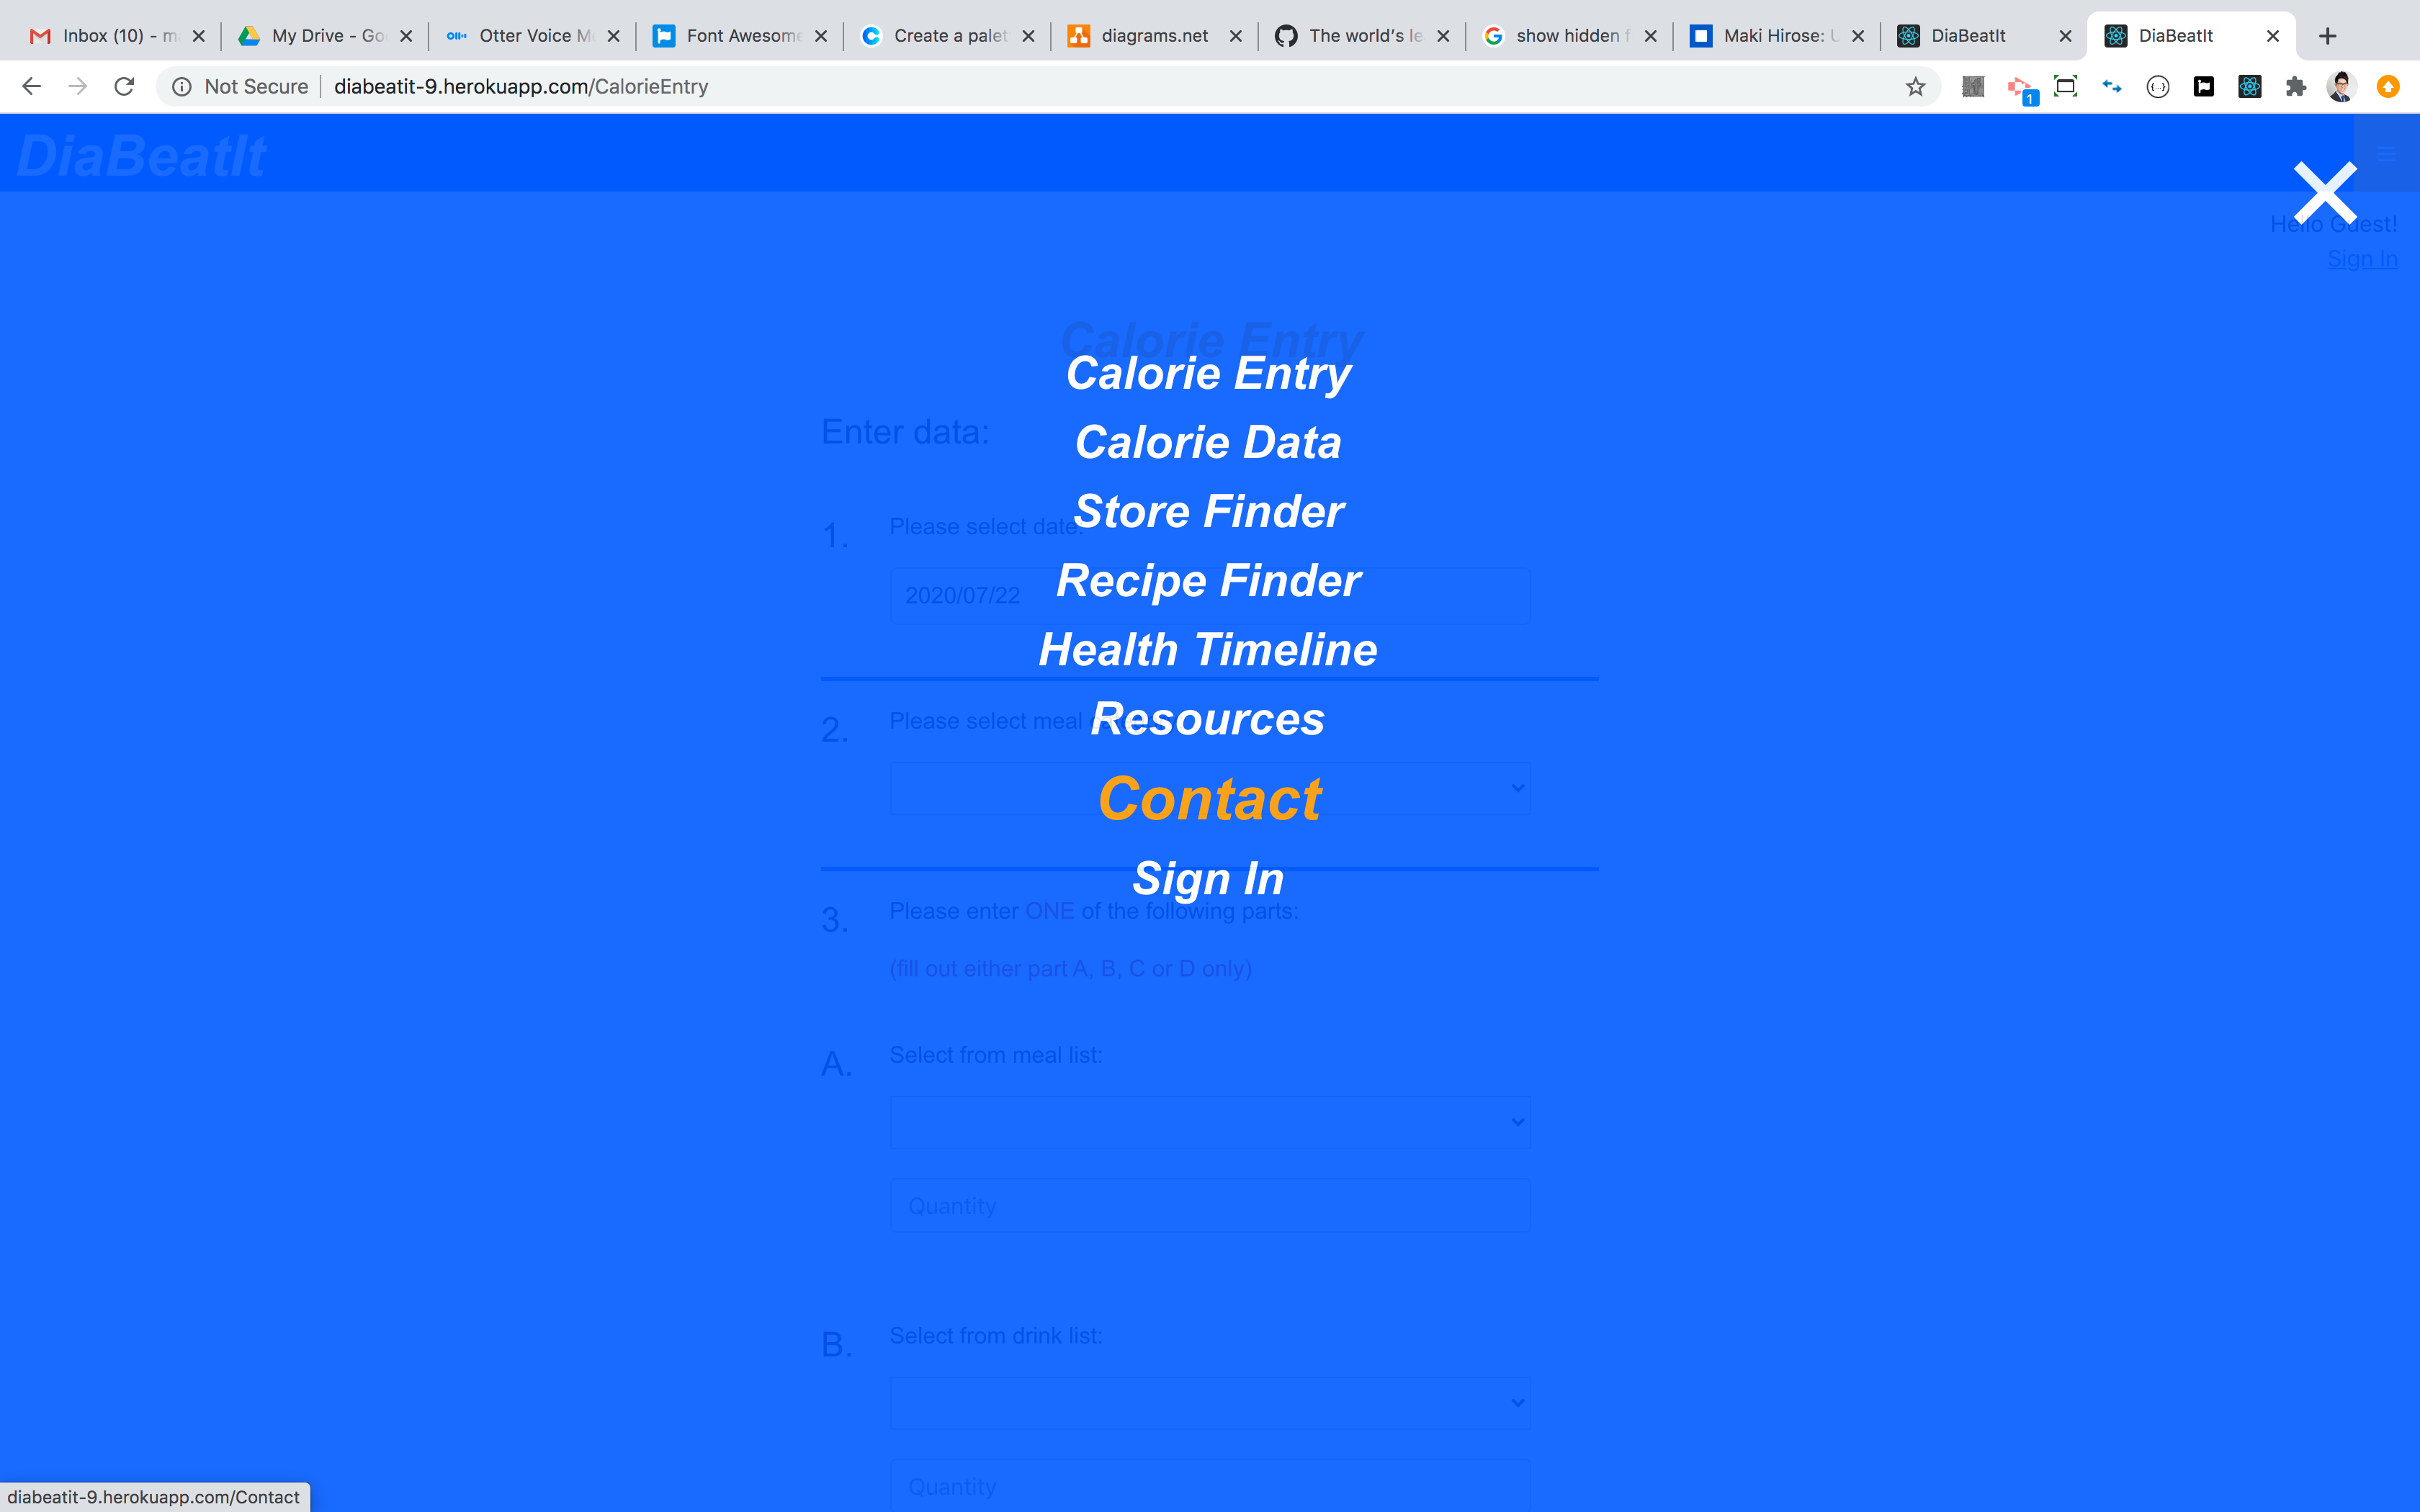 Inbox (10) - m
My Drive - Go
Otter Voice M
Font Awesome
Create a palet
diagrams.net
The world's le
show hidden f
Maki Hirose: U
DiaBeatIt
DiaBeatIt
Not Secure
diabeatit-9.herokuapp.com/CalorieEntry
1
DiaBeatIt
Hello Guest!
Sign In
Calorie Entry
Calorie Entry
Enter data:
Calorie Data
Store Finder
1. Please select date:
Recipe Finder
2020/07/22
Health Timeline
Resources
2. Please select meal
Contact
Sign In
3. Please enter ONE of the following parts:
(fill out either part A, B, C or D only)
A. Select from meal list:
Quantity
B. Select from drink list:
Quantity
diabeatit-9.herokuapp.com/Contact